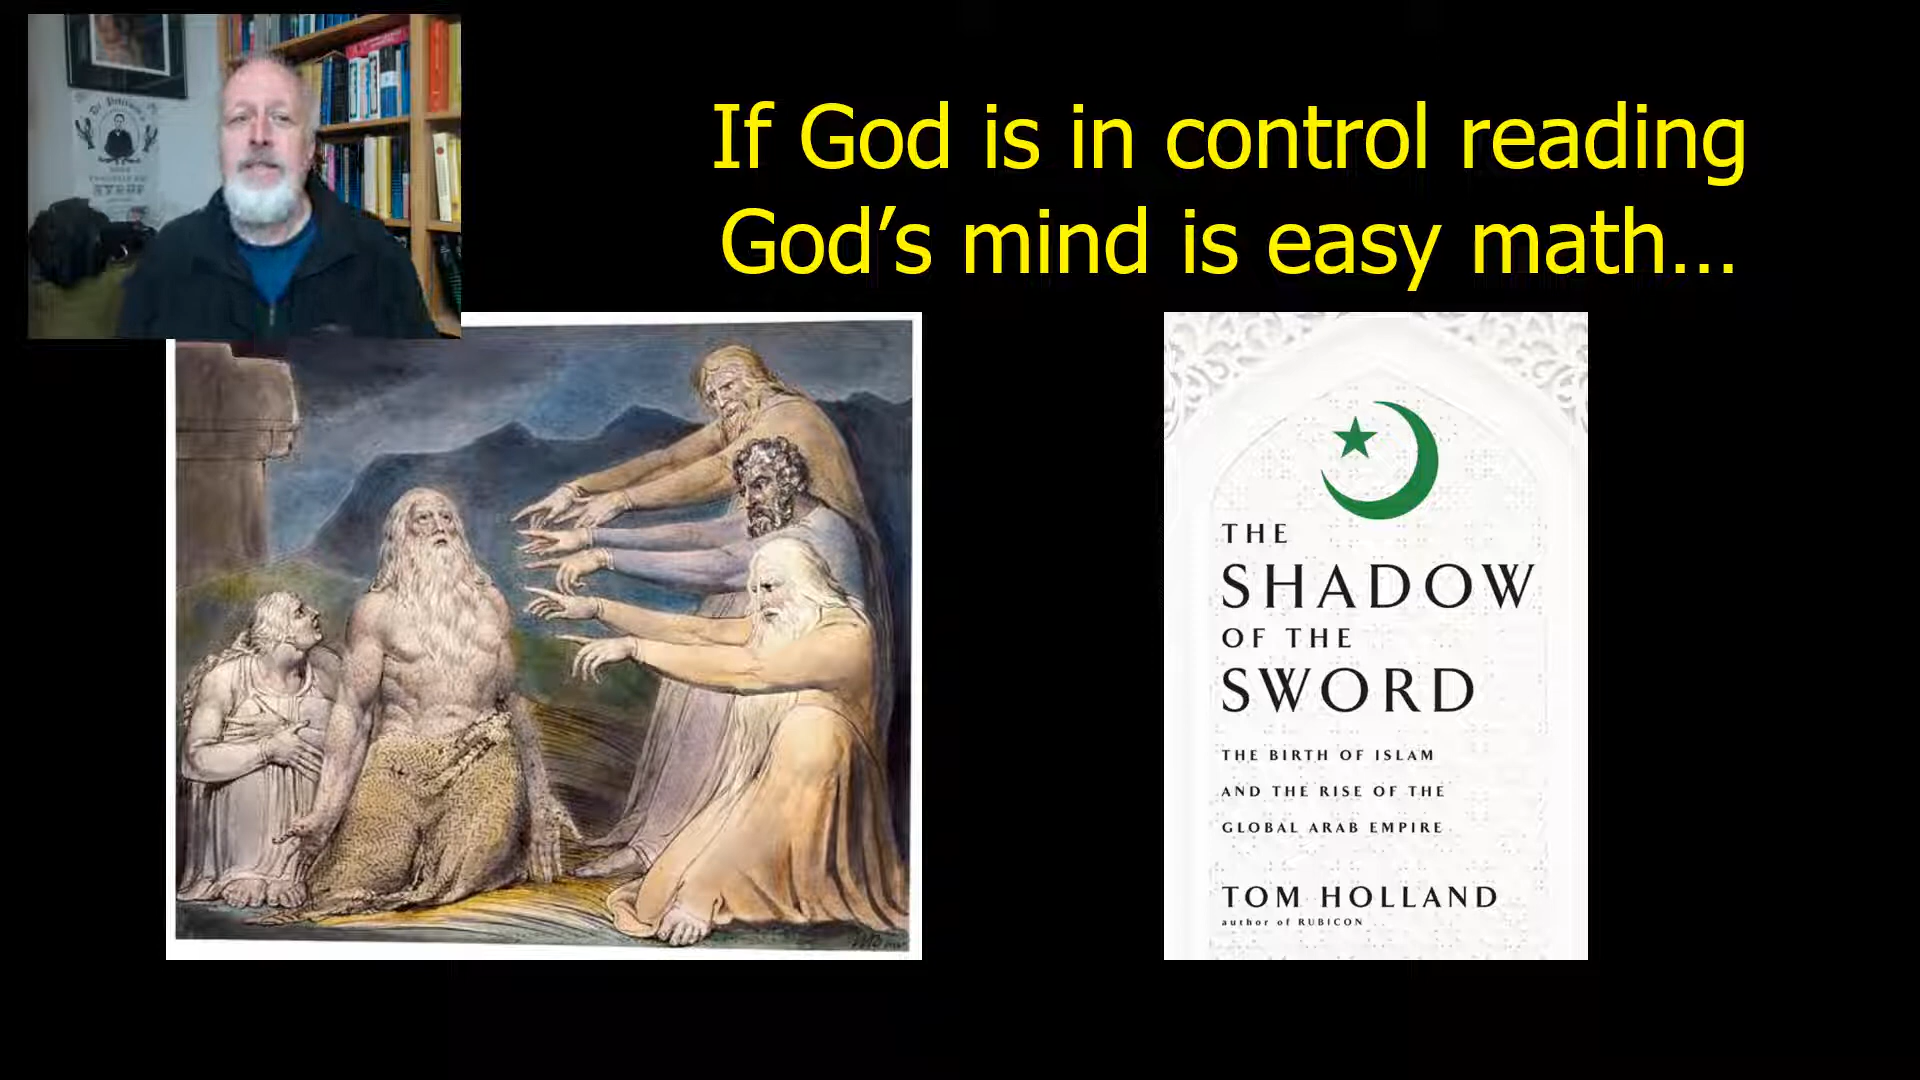 If God is in control reading
God's mind is easy math...
THE
SHADOW
OF THE
SWORD
THE BIRTH OF ISLAM
AND THE RISE OF THE
GLOBAL ARAB EMPIRE
TOM HOLLAND
author of RUBICON